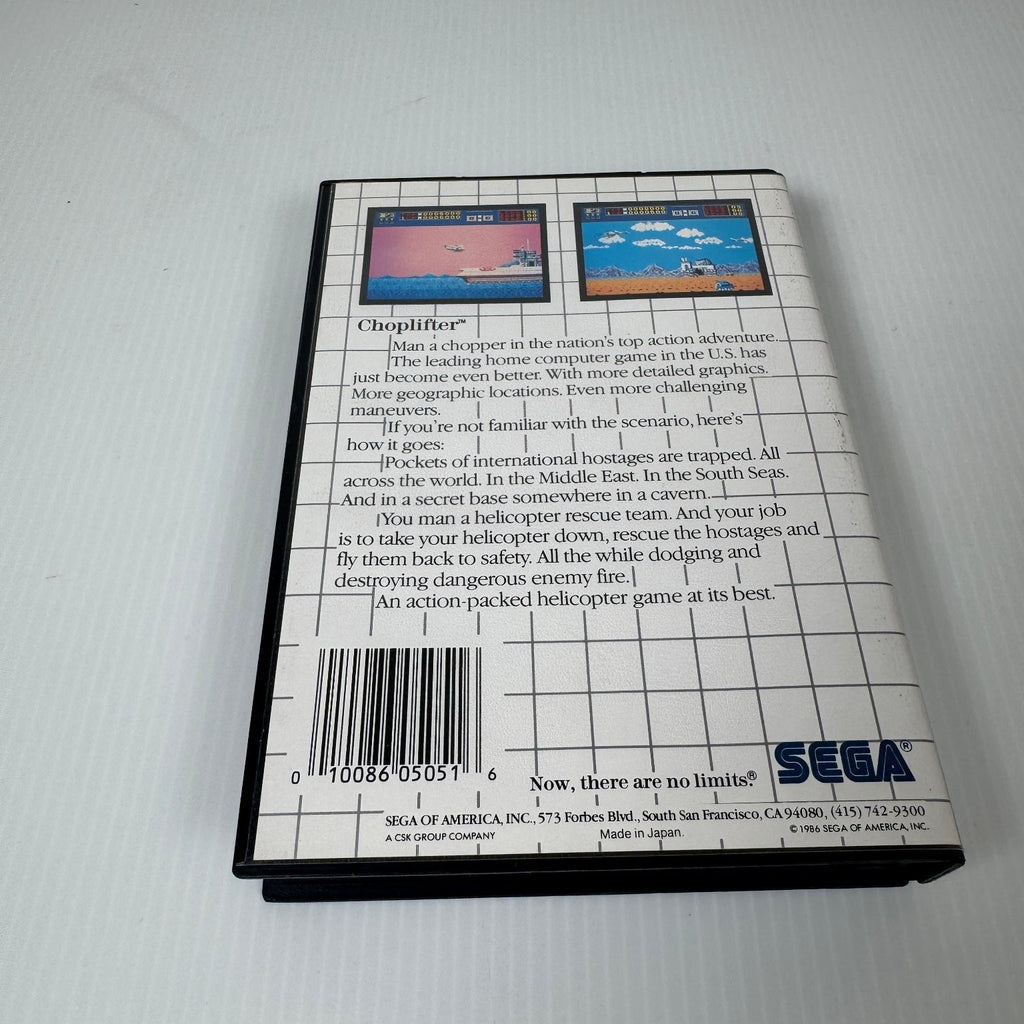 Choplifter™
Man a chopper in the nation's top action adventure.
The leading home computer game in the U.S. has
just become even better. With more detailed graphics.
More geographic locations. Even more challenging
maneuvers.
If you're not familiar with the scenario, here's
how it goes:
Pockets of international hostages are trapped. All
across the world. In the Middle East. In the South Seas.
And in a secret base somewhere in a cavern.
You man a helicopter rescue team. And your job
is to take your helicopter down, rescue the hostages and
fly them back to safety. All the while dodging and
destroying dangerous enemy fire.
An action-packed helicopter game at its best.
0 10086 05051 6
Now, there are no limits.®
SEGA®
SEGA OF AMERICA, INC., 573 Forbes Blvd., South San Francisco, CA 94080, (415) 742-9300
A CSK GROUP COMPANY
Made in Japan.
© 1986 SEGA OF AMERICA, INC.